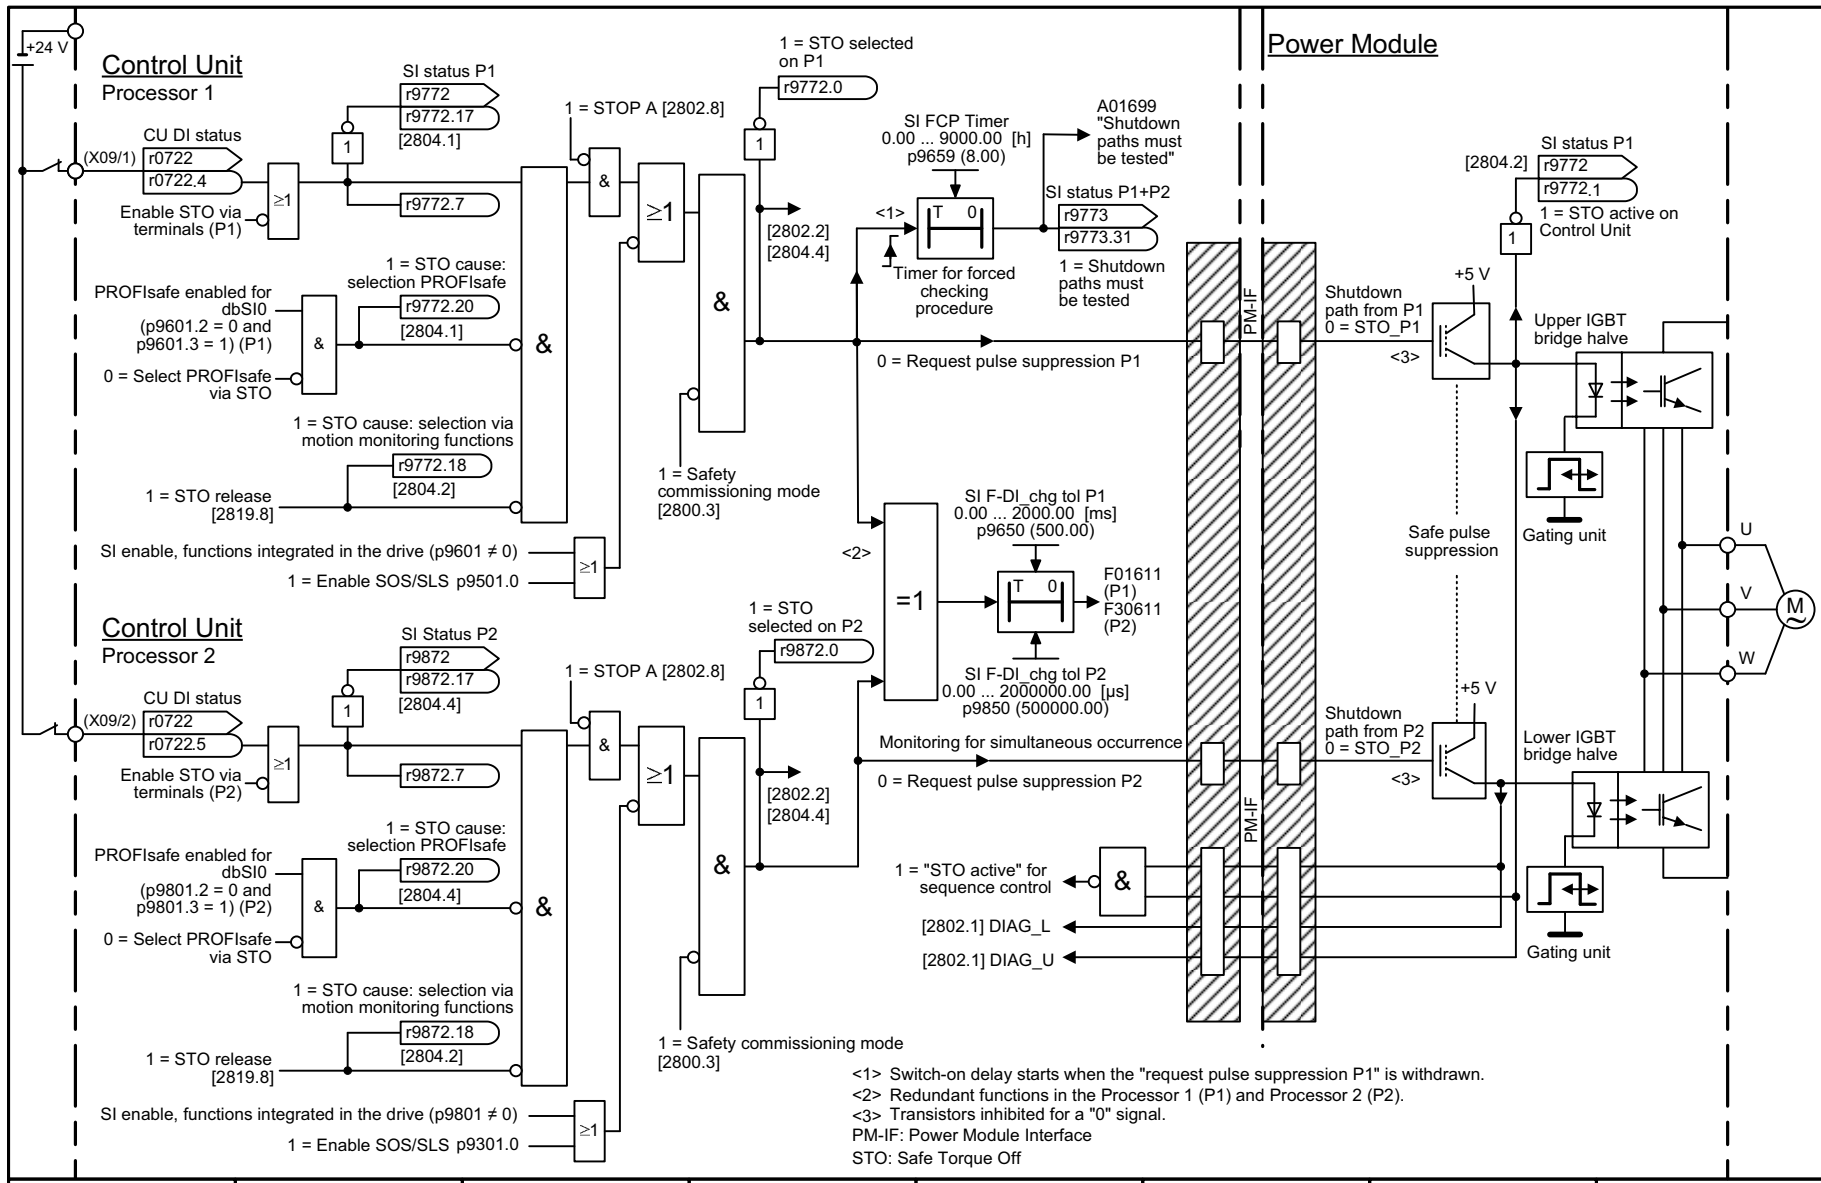 +24 V
Control Unit
Processor 1
SI status P1
r9772
r9772.17
[2804.1]
1
CU DI status
(X09/1)
r0722
r0722.4
≥1
Enable STO via
terminals (P1)
r9772.7
1 = STO cause:
selection PROFIsafe
r9772.20
[2804.1]
PROFIsafe enabled for
dbSI0
(p9601.2 = 0 and
p9601.3 = 1) (P1)
&
0 = Select PROFIsafe
via STO
1 = STO cause: selection via
motion monitoring functions
r9772.18
[2804.2]
1 = STO release
[2819.8]
&
SI enable, functions integrated in the drive (p9601 ≠ 0)
1 = Enable SOS/SLS p9501.0
≥1
1 = STOP A [2802.8]
&
≥1
&
1 = STO selected
on P1
r9772.0
1
[2802.2]
[2804.4]
1 = Safety
commissioning mode
[2800.3]
SI FCP Timer
0.00 ... 9000.00 [h]
p9659 (8.00)
<1>
T 0
Timer for forced
checking
procedure
A01699
"Shutdown
paths must
be tested"
SI status P1+P2
r9773
r9773.31
1 = Shutdown
paths must
be tested
0 = Request pulse suppression P1
<2>
=1
SI F-DI_chg tol P1
0.00 ... 2000.00 [ms]
p9650 (500.00)
T 0
F01611
(P1)
F30611
(P2)
SI F-DI_chg tol P2
0.00 ... 2000000.00 [µs]
p9850 (500000.00)
Monitoring for simultaneous occurrence
0 = Request pulse suppression P2
PM-IF
PM-IF
Power Module
[2804.2]
SI status P1
r9772
r9772.1
1 = STO active on
Control Unit
1
+5 V
Shutdown
path from P1
0 = STO_P1
<3>
Upper IGBT
bridge halve
Gating unit
Safe pulse
suppression
U
V
W
M
~
+5 V
Shutdown
path from P2
0 = STO_P2
<3>
Lower IGBT
bridge halve
Gating unit
1 = "STO active" for
sequence control
&
[2802.1] DIAG_L
[2802.1] DIAG_U
Control Unit
Processor 2
SI Status P2
r9872
r9872.17
[2804.4]
1
CU DI status
(X09/2)
r0722
r0722.5
≥1
Enable STO via
terminals (P2)
r9872.7
1 = STO cause:
selection PROFIsafe
r9872.20
[2804.4]
PROFIsafe enabled for
dbSI0
(p9801.2 = 0 and
p9801.3 = 1) (P2)
&
0 = Select PROFIsafe
via STO
1 = STO cause: selection via
motion monitoring functions
r9872.18
[2804.2]
1 = STO release
[2819.8]
&
SI enable, functions integrated in the drive (p9801 ≠ 0)
1 = Enable SOS/SLS p9301.0
≥1
1 = STOP A [2802.8]
&
≥1
&
1 = STO
selected on P2
r9872.0
1
[2802.2]
[2804.4]
1 = Safety commissioning mode
[2800.3]
<1> Switch-on delay starts when the "request pulse suppression P1" is withdrawn.
<2> Redundant functions in the Processor 1 (P1) and Processor 2 (P2).
<3> Transistors inhibited for a "0" signal.
PM-IF: Power Module Interface
STO: Safe Torque Off